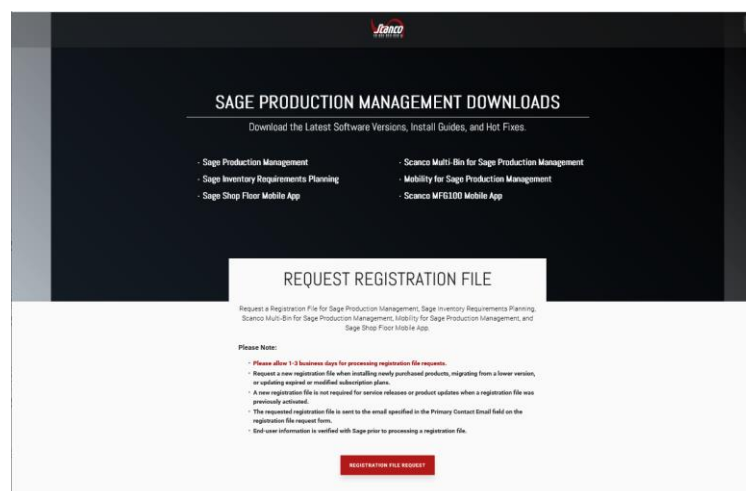 Scanco
SAGE PRODUCTION MANAGEMENT DOWNLOADS
Download the Latest Software Versions, Install Guides, and Hot Fixes.
- Sage Production Management
- Sage Inventory Requirements Planning
- Sage Shop Floor Mobile App
- Scanco Multi-Bin for Sage Production Management
- Mobility for Sage Production Management
- Scanco MFG100 Mobile App
REQUEST REGISTRATION FILE
Request a Registration File for Sage Production Management, Sage Inventory Requirements Planning,
Scanco Multi-Bin for Sage Production Management, Mobility for Sage Production Management, and
Sage Shop Floor Mobile App.
Please Note:
• Please allow 1-3 business days for processing registration file requests.
• Request a new registration file when installing newly purchased products, migrating from a lower version,
or updating expired or modified subscription plans.
• A new registration file is not required for service releases or product updates when a registration file was
previously activated.
• The requested registration file is sent to the email specified in the Primary Contact Email field on the
registration file request form.
• End-user information is verified with Sage prior to processing a registration file.
REGISTRATION FILE REQUEST